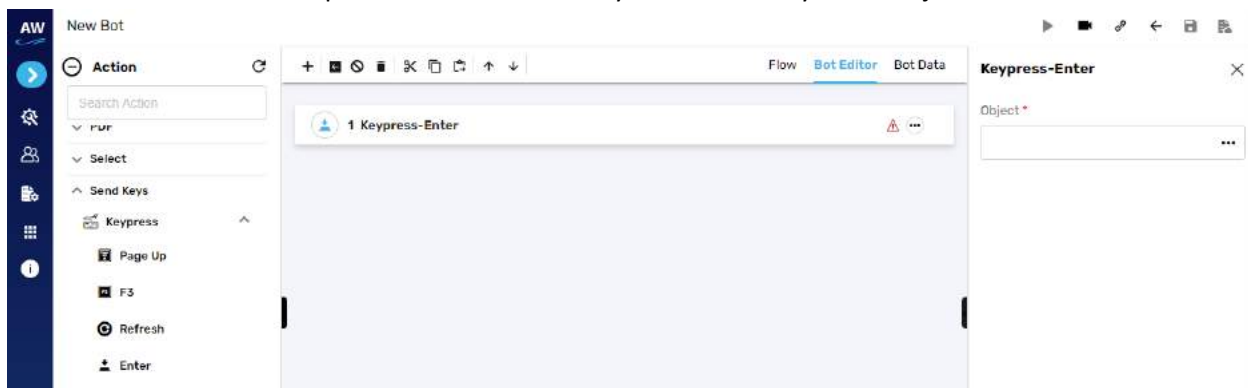 AW
New Bot
Action
Search Action
PDF
Select
Send Keys
Keypress
Page Up
F3
Refresh
Enter
Flow Bot Editor Bot Data
1 Keypress-Enter
Keypress-Enter
Object *